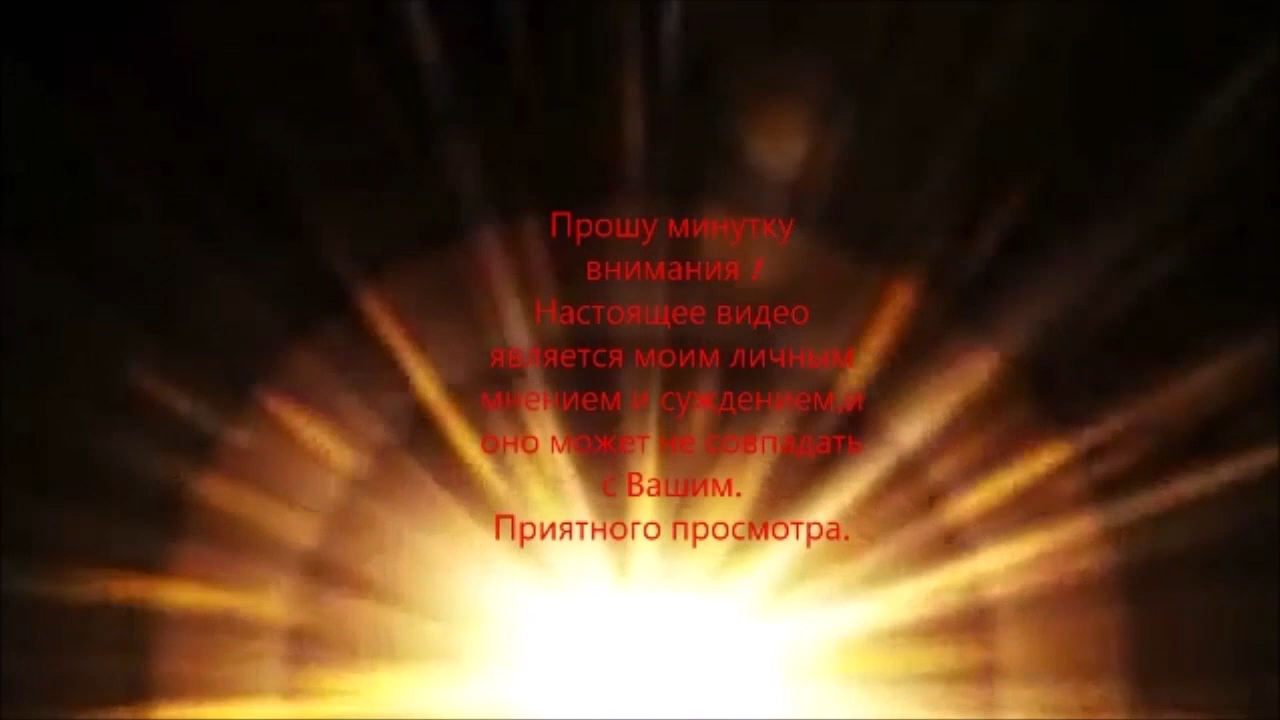 Прошу минутку
внимания !
Настоящее видео
является моим личным
мнением и суждением,и
оно может не совпадать
с Вашим.
Приятного просмотра.